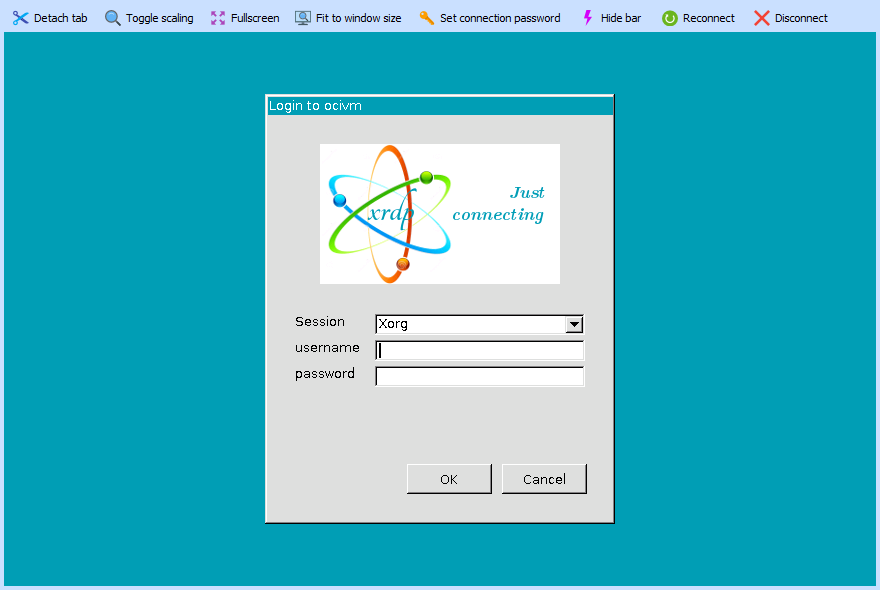 Detach tab Toggle scaling Fullscreen Fit to window size Set connection password Hide bar Reconnect Disconnect
Login to ocivm
xrdp
Just
connecting
Session Xorg
username
password
OK Cancel